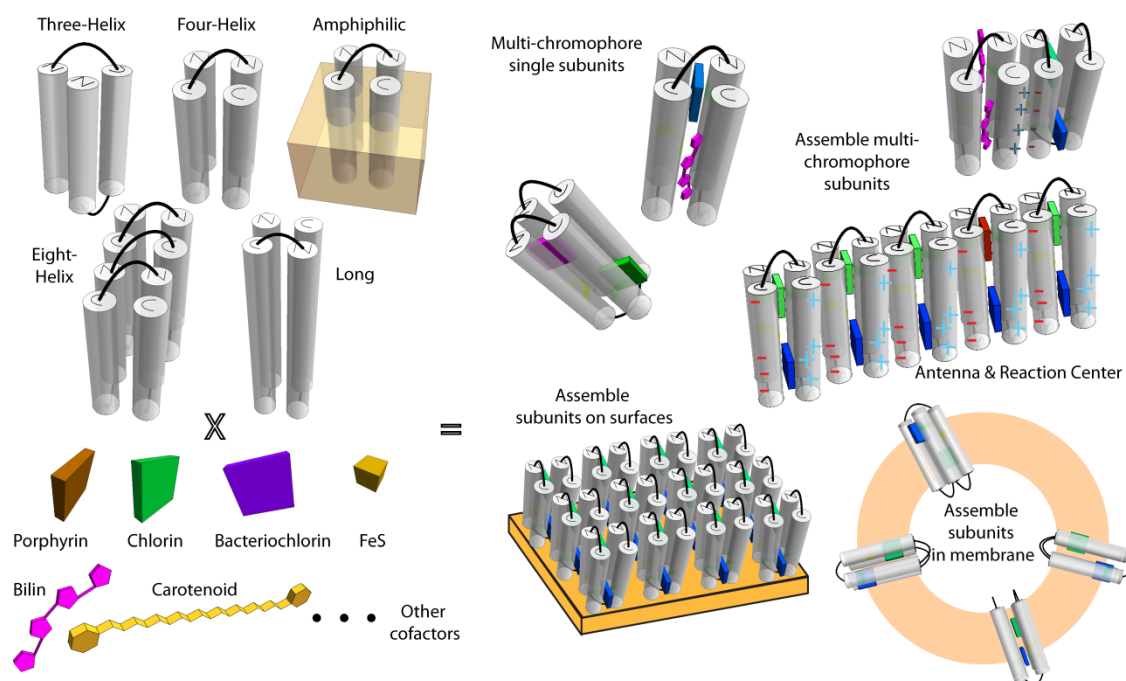 Three-Helix
Four-Helix
Amphiphilic
Eight-
Helix
Long
X
=
Porphyrin
Chlorin
Bacteriochlorin
FeS
Bilin
Carotenoid
• • •
Other
cofactors
Multi-chromophore
single subunits
Assemble multi-
chromophore
subunits
Antenna & Reaction Center
Assemble
subunits on surfaces
Assemble
subunits
in membrane